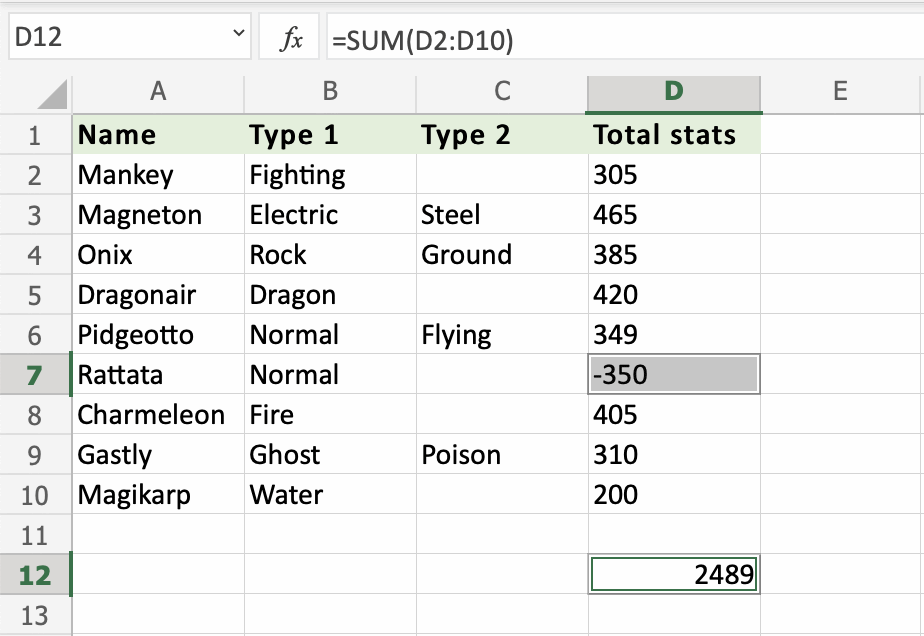 D12 fx =SUM(D2:D10)
A B C D E
1 Name Type 1 Type 2 Total stats
2 Mankey Fighting 305
3 Magneton Electric Steel 465
4 Onix Rock Ground 385
5 Dragonair Dragon 420
6 Pidgeotto Normal Flying 349
7 Rattata Normal -350
8 Charmeleon Fire 405
9 Gastly Ghost Poison 310
10 Magikarp Water 200
11
12 2489
13